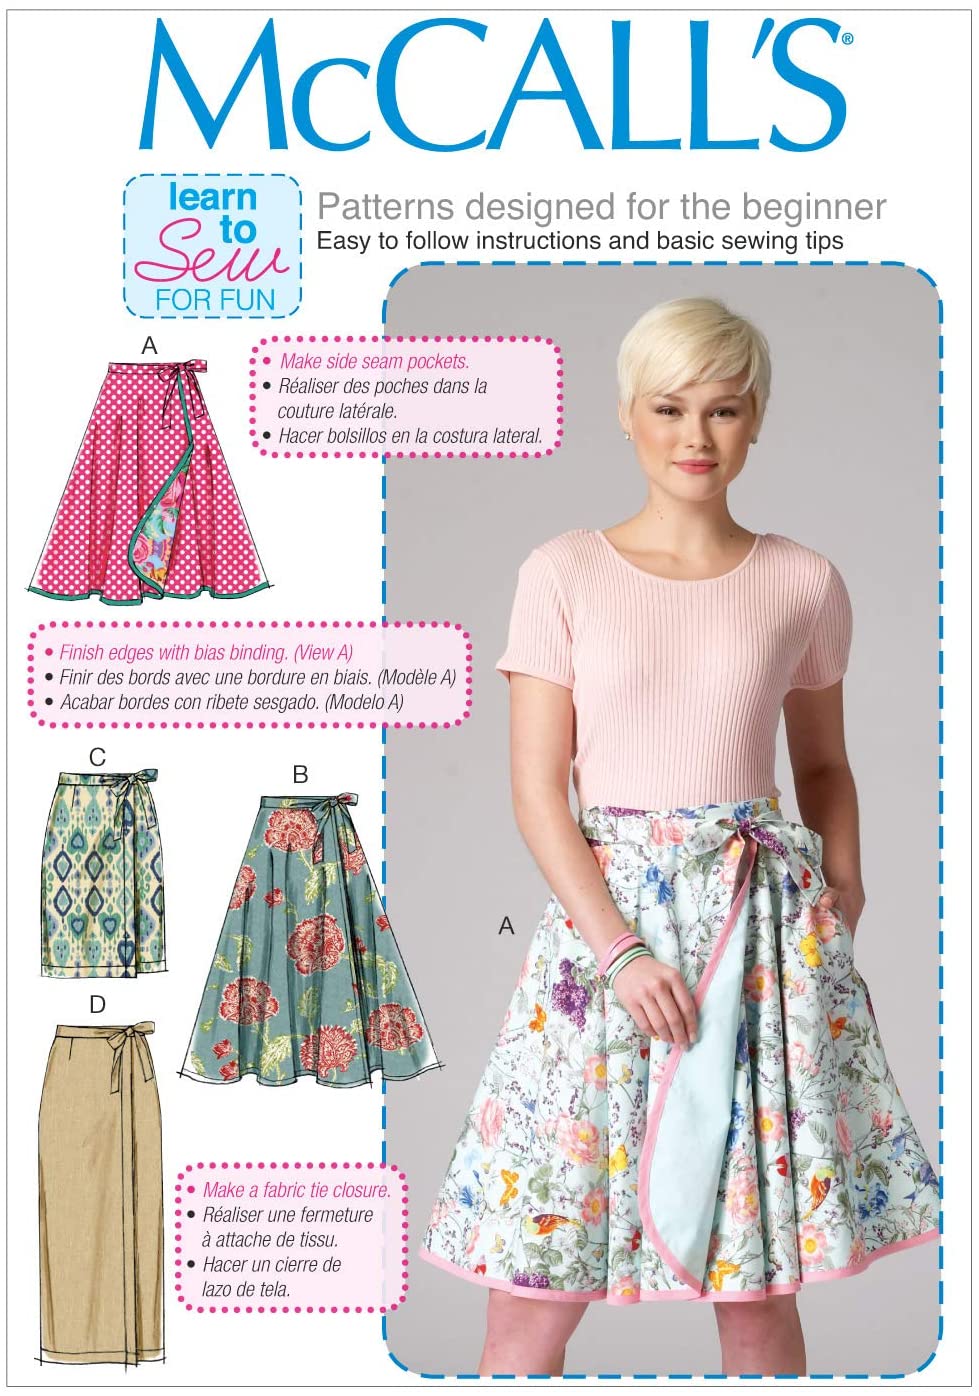 McCALL'S®
learn
to
Sew
FOR FUN
Patterns designed for the beginner
Easy to follow instructions and basic sewing tips
A
• Make side seam pockets.
• Réaliser des poches dans la
couture latérale.
• Hacer bolsillos en la costura lateral.
• Finish edges with bias binding. (View A)
• Finir des bords avec une bordure en biais. (Modèle A)
• Acabar bordes con ribete sesgado. (Modelo A)
C
B
A
D
• Make a fabric tie closure.
• Réaliser une fermeture
à attache de tissu.
• Hacer un cierre de
lazo de tela.